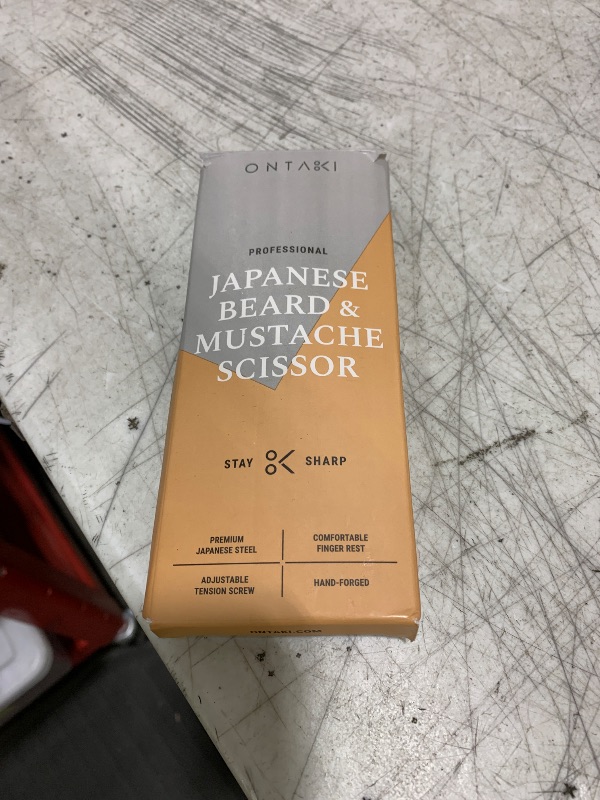 ONTAKI
PROFESSIONAL
JAPANESE
BEARD &
MUSTACHE
SCISSOR
STAY SHARP
PREMIUM
JAPANESE STEEL
COMFORTABLE
FINGER REST
ADJUSTABLE
TENSION SCREW
HAND-FORGED
ONTAKI.COM